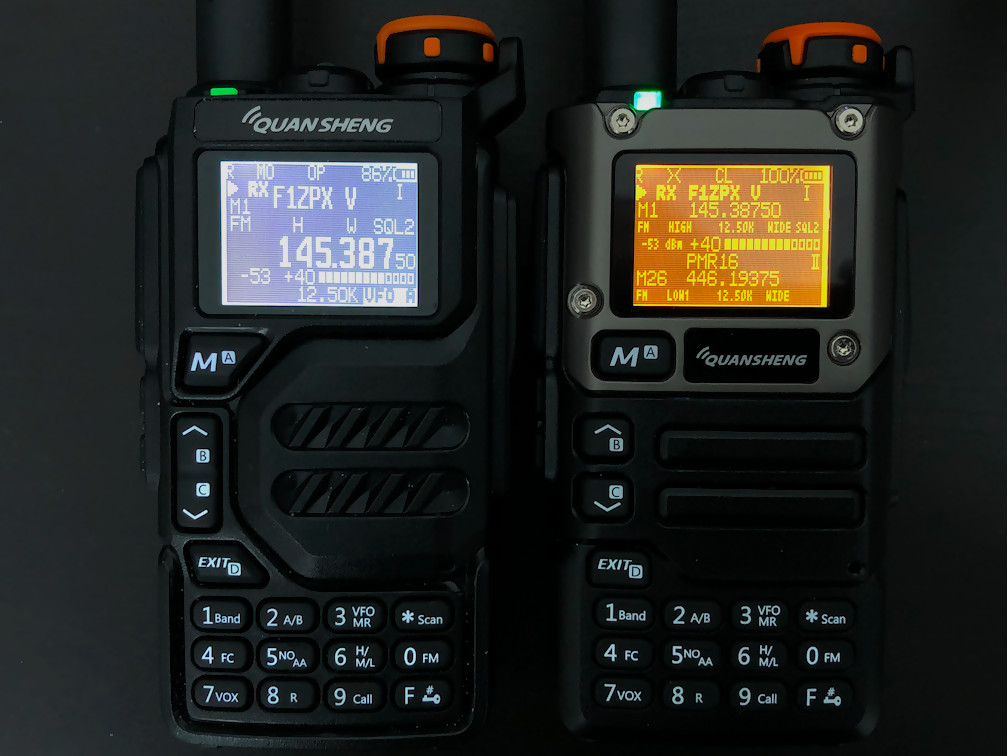 QUANSHENG
R MO OP 86%
RX F1ZPX V I
M1
FM H W SQL2
145.38750
-53 +40
12.50K VFO A
M A
B
C
EXIT D
1 Band 2 A/B 3 VFO MR * Scan
4 FC 5 NO AA 6 H/M/L 0 FM
7 VOX 8 R 9 Call F #
R X CL 100%
RX F1ZPX V I
M1 145.38750
FM HIGH 12.50K WIDE SQL2
-53 dBm +40
PMR16 II
M26 446.19375
FM LOW1 12.50K WIDE
M A QUANSHENG
B
C
EXIT D
1 Band 2 A/B 3 VFO MR * Scan
4 FC 5 NO AA 6 H/M/L 0 FM
7 VOX 8 R 9 Call F #